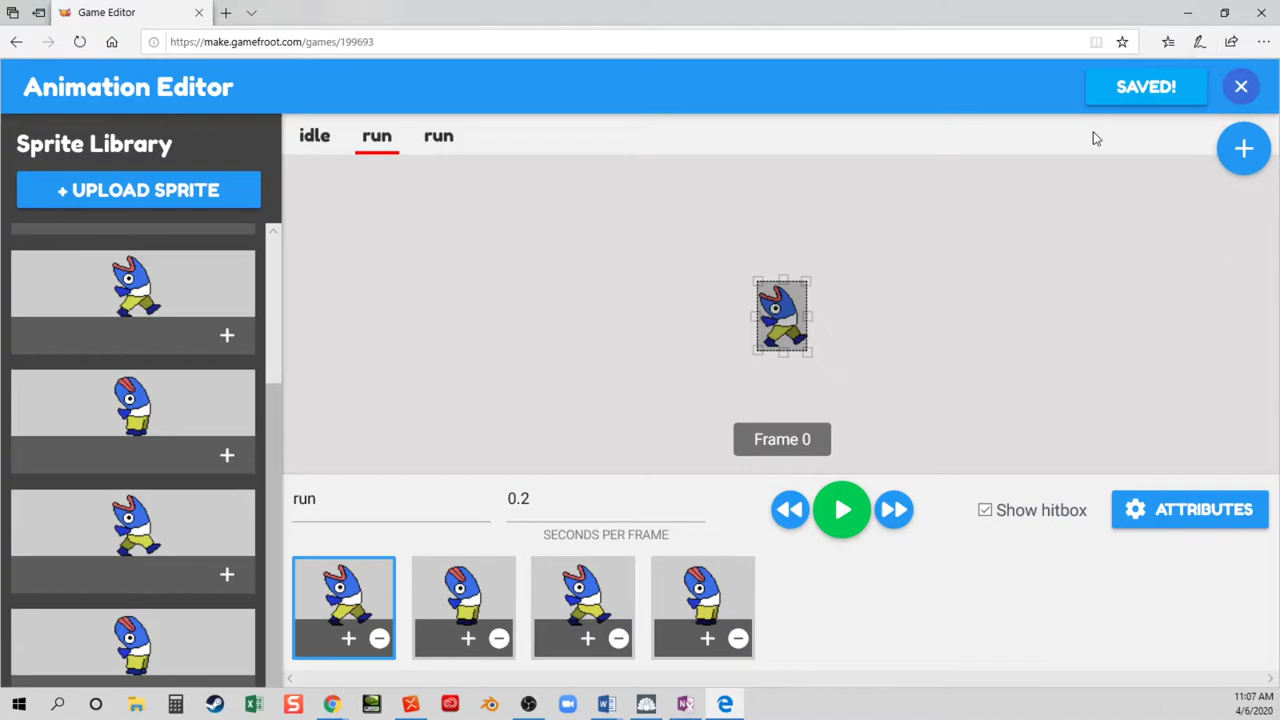 Game Editor
https://make.gamefroot.com/games/199693
Animation Editor
SAVED!
Sprite Library
+ UPLOAD SPRITE
idle
run
run
Frame 0
run
0.2
SECONDS PER FRAME
Show hitbox
ATTRIBUTES
11:07 AM
4/6/2020